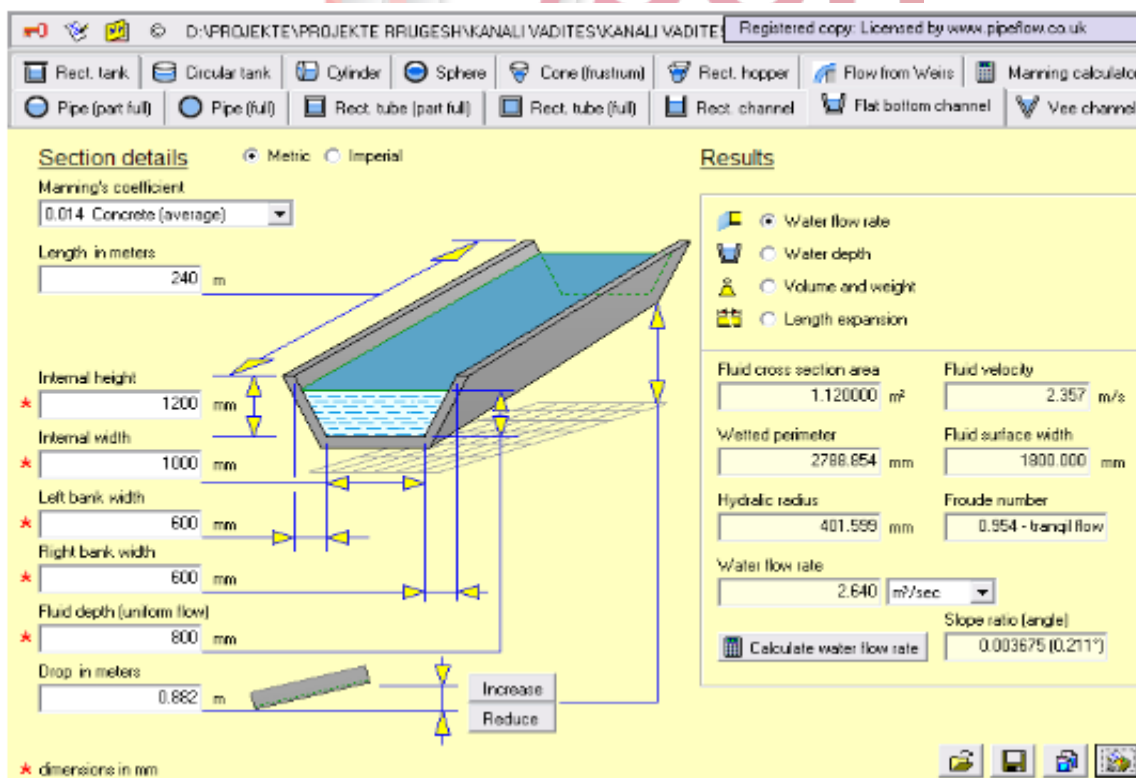 D:\PROJEKTE\PROJEKTE RRUGESH\KANALI VADITES\KANALI VADITES
Registered copy: Licensed by www.pipeflow.co.uk
Rect. tank
Circular tank
Cylinder
Sphere
Cone (frustrum)
Rect. hopper
Flow from Weirs
Manning calculato
Pipe (part full)
Pipe (full)
Rect. tube (part full)
Rect. tube (full)
Rect. channel
Flat bottom channel
Vee channel
Section details
Metric
Imperial
Manning's coefficient
0.014 Concrete (average)
Length in meters
240 m
Internal height
* 1200 mm
Internal width
* 1000 mm
Left bank width
* 600 mm
Right bank width
* 600 mm
Fluid depth (uniform flow)
* 800 mm
Drop in meters
0.882 m
Increase
Reduce
* dimensions in mm
Results
Water flow rate
Water depth
Volume and weight
Length expansion
Fluid cross section area
1.120000 m²
Fluid velocity
2.357 m/s
Wetted perimeter
2788.854 mm
Fluid surface width
1800.000 mm
Hydralic radius
401.599 mm
Froude number
0.954 - tranqil flow
Water flow rate
2.640 m³/sec
Calculate water flow rate
Slope ratio (angle)
0.003675 (0.211°)